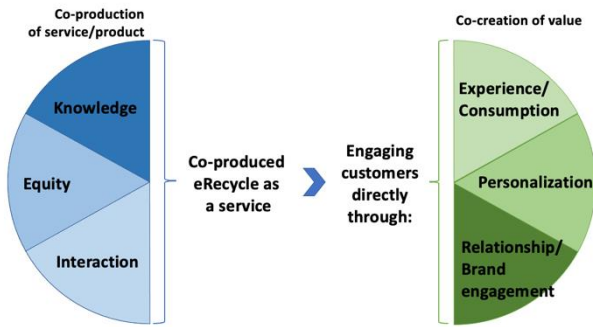 Co-production
of service/product
Knowledge
Equity
Interaction
Co-produced
eRecycle as
a service
Engaging
customers
directly
through:
Co-creation of value
Experience/
Consumption
Personalization
Relationship/
Brand
engagement